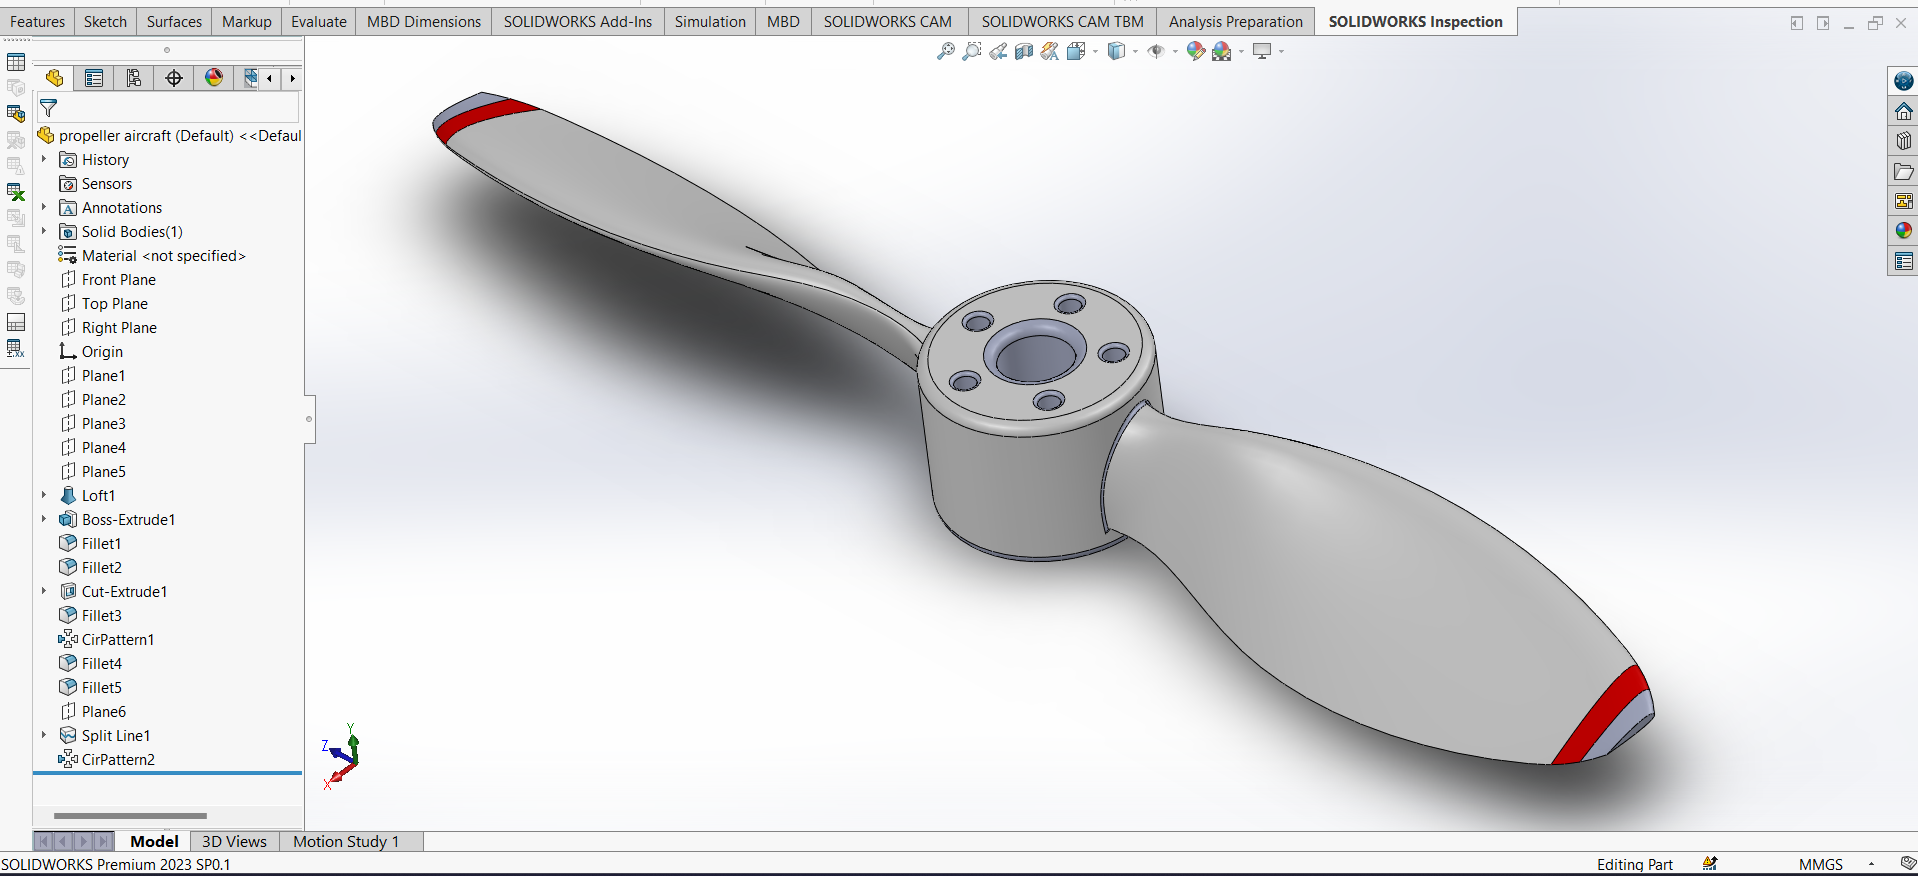 Features Sketch Surfaces Markup Evaluate MBD Dimensions SOLIDWORKS Add-Ins Simulation MBD SOLIDWORKS CAM SOLIDWORKS CAM TBM Analysis Preparation SOLIDWORKS Inspection
propeller aircraft (Default) <<Defaul
History
Sensors
Annotations
Solid Bodies(1)
Material <not specified>
Front Plane
Top Plane
Right Plane
Origin
Plane1
Plane2
Plane3
Plane4
Plane5
Loft1
Boss-Extrude1
Fillet1
Fillet2
Cut-Extrude1
Fillet3
CirPattern1
Fillet4
Fillet5
Plane6
Split Line1
CirPattern2
Y
Z
X
Model 3D Views Motion Study 1
SOLIDWORKS Premium 2023 SP0.1 Editing Part MMGS